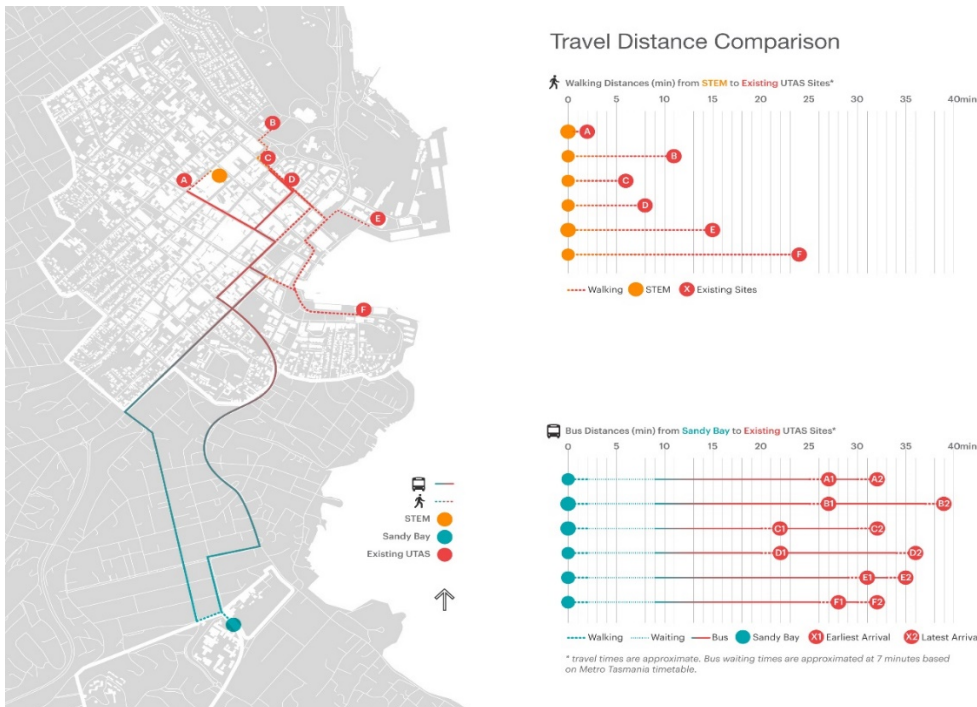 Travel Distance Comparison
Walking Distances (min) from STEM to Existing UTAS Sites*
0 5 10 15 20 30 35 40min
A
B
C
D
E
F
Walking STEM X Existing Sites
B
C
A
D
E
F
STEM
Sandy Bay
Existing UTAS
Bus Distances (min) from Sandy Bay to Existing UTAS Sites*
0 5 10 15 20 30 35 40min
A1 A2
B1 B2
C1 C2
D1 D2
E1 E2
F1 F2
Walking Waiting Bus Sandy Bay X1 Earliest Arrival X2 Latest Arriva
* travel times are approximate. Bus waiting times are approximated at 7 minutes based
on Metro Tasmania timetable.